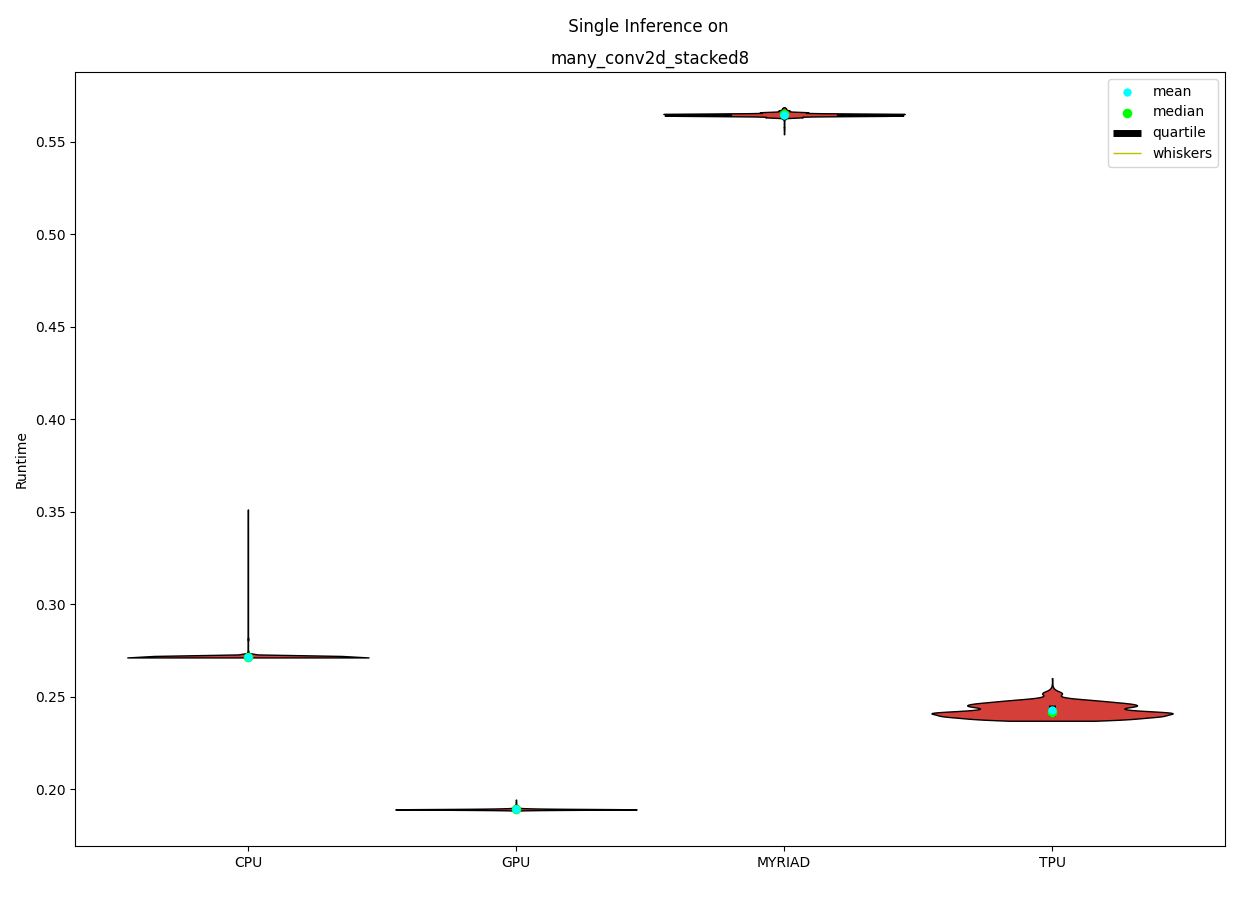 Single Inference on
many_conv2d_stacked8
mean
median
quartile
whiskers
0.55
0.50
0.45
0.40
0.35
0.30
0.25
0.20
Runtime
CPU
GPU
MYRIAD
TPU